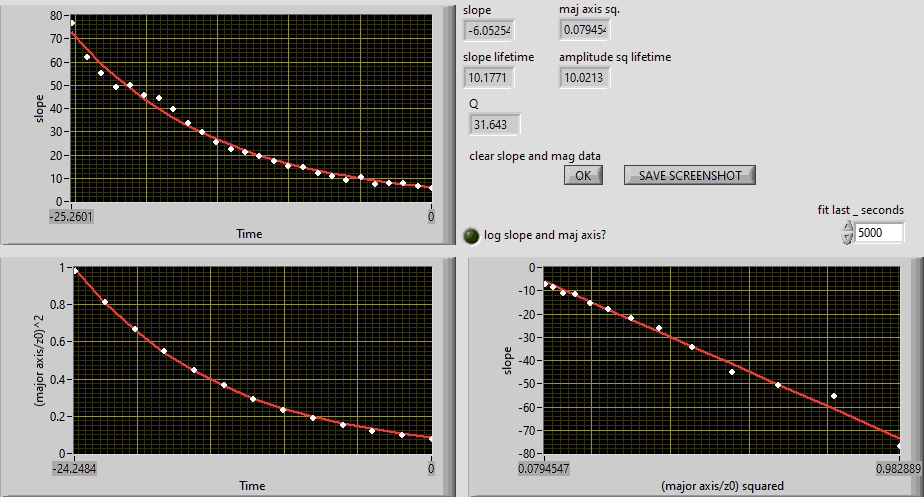 80
70
60
50
40
30
20
10
0
slope
-25.2601
0
Time
slope
maj axis sq.
-6.05254
0.079454
slope lifetime
amplitude sq lifetime
10.1771
10.0213
Q
31.643
clear slope and mag data
OK
SAVE SCREENSHOT
fit last _ seconds
5000
log slope and maj axis?
1
0.8
0.6
0.4
0.2
0
(major axis/z0)^2
-24.2484
0
Time
0
-10
-20
-30
-40
-50
-60
-70
-80
slope
0.0794547
0.982889
(major axis/z0) squared